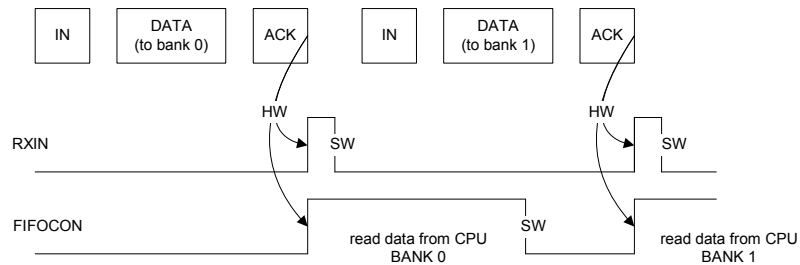 IN DATA ACK IN DATA ACK
(to bank 0) (to bank 1)
HW HW
RXIN SW SW
FIFOCON SW
read data from CPU read data from CPU
BANK 0 BANK 1